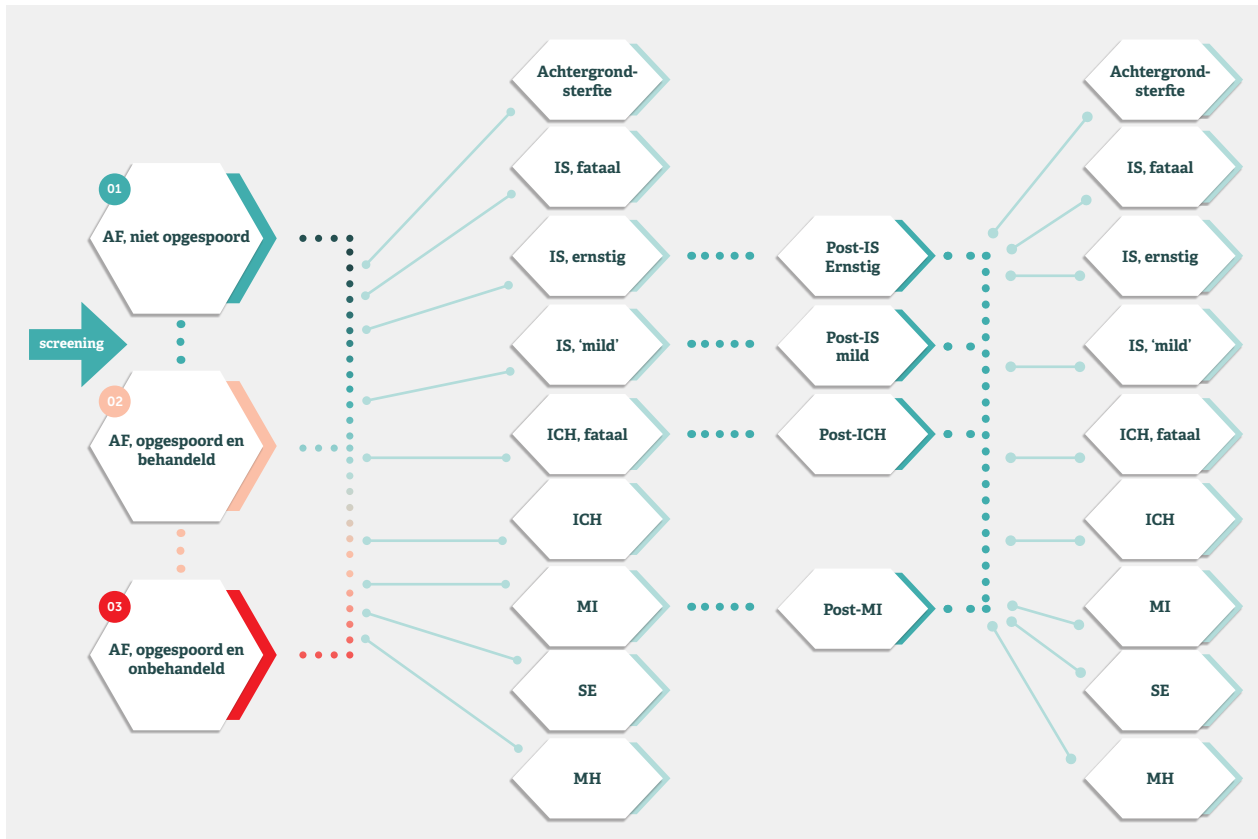 01
AF, niet opgespoord
screening
02
AF, opgespoord en
behandeld
03
AF, opgespoord en
onbehandeld
Achtergrond-
sterfte
IS, fataal
IS, ernstig
IS, ‘mild’
ICH, fataal
ICH
MI
SE
MH
Post-IS
Ernstig
Post-IS
mild
Post-ICH
Post-MI
Achtergrond-
sterfte
IS, fataal
IS, ernstig
IS, ‘mild’
ICH, fataal
ICH
MI
SE
MH